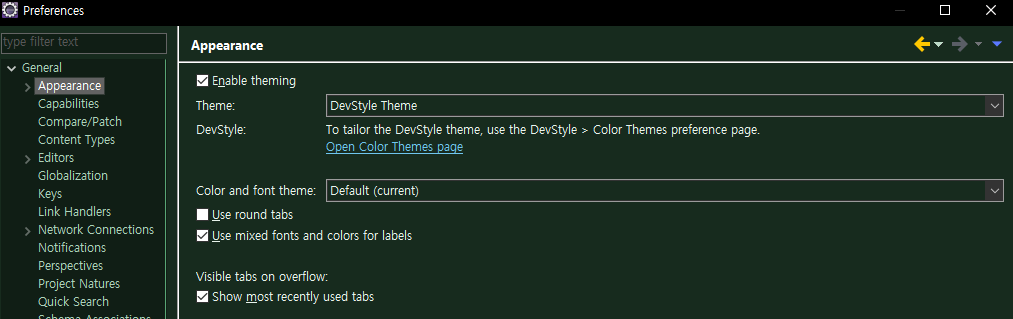 Preferences
type filter text
General
Appearance
Capabilities
Compare/Patch
Content Types
Editors
Globalization
Keys
Link Handlers
Network Connections
Notifications
Perspectives
Project Natures
Quick Search
Schema Associations
Appearance
Enable theming
Theme: DevStyle Theme
DevStyle: To tailor the DevStyle theme, use the DevStyle > Color Themes preference page.
Open Color Themes page
Color and font theme: Default (current)
Use round tabs
Use mixed fonts and colors for labels
Visible tabs on overflow:
Show most recently used tabs